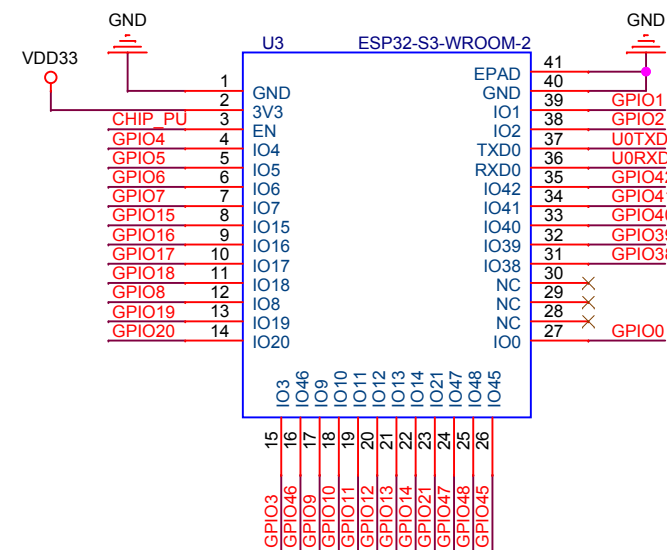 GND
GND
VDD33
U3
ESP32-S3-WROOM-2
1 GND
2 3V3
CHIP_PU 3 EN
GPIO4 4 IO4
GPIO5 5 IO5
GPIO6 6 IO6
GPIO7 7 IO7
GPIO15 8 IO15
GPIO16 9 IO16
GPIO17 10 IO17
GPIO18 11 IO18
GPIO8 12 IO8
GPIO19 13 IO19
GPIO20 14 IO20
EPAD 41
GND 40
IO1 39 GPIO1
IO2 38 GPIO2
TXD0 37 U0TXD
RXD0 36 U0RXD
IO42 35 GPIO42
IO41 34 GPIO41
IO40 33 GPIO40
IO39 32 GPIO39
IO38 31 GPIO38
NC 30
NC 29
NC 28
IO0 27 GPIO0
IO3 15 GPIO3
IO46 16 GPIO46
IO9 17 GPIO9
IO10 18 GPIO10
IO11 19 GPIO11
IO12 20 GPIO12
IO13 21 GPIO13
IO14 22 GPIO14
IO21 23 GPIO21
IO47 24 GPIO47
IO48 25 GPIO48
IO45 26 GPIO45